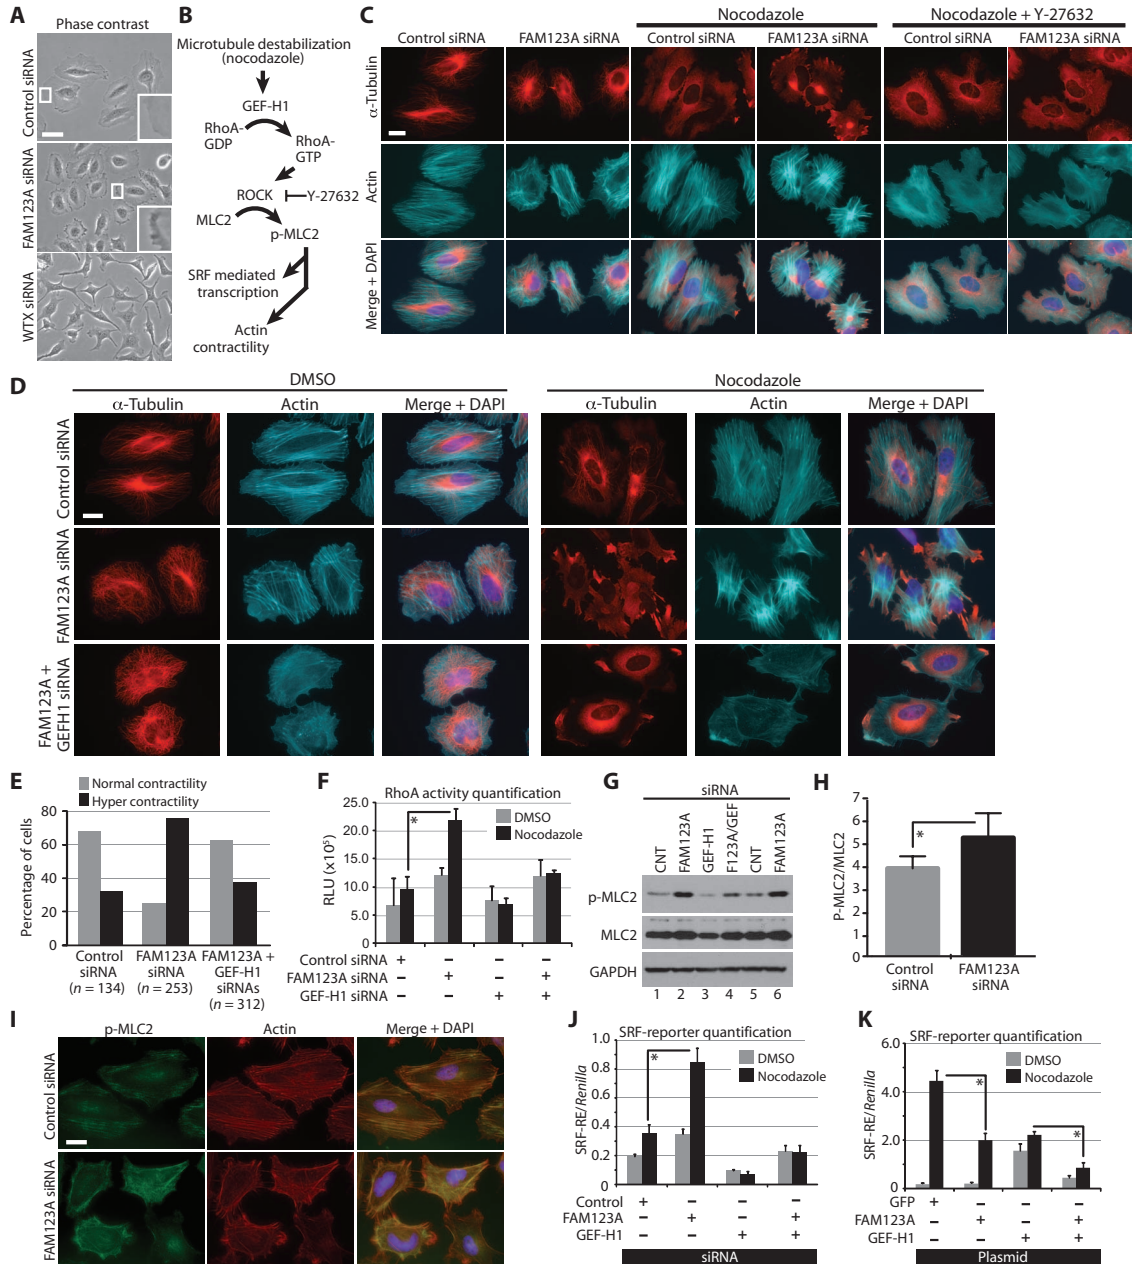 A
Phase contrast
Control siRNA
FAM123A siRNA
WTX siRNA
B
Microtubule destabilization
(nocodazole)
GEF-H1
RhoA-
GDP
RhoA-
GTP
ROCK
Y-27632
MLC2
p-MLC2
SRF mediated
transcription
Actin
contractility
C
Nocodazole
Nocodazole + Y-27632
Control siRNA
FAM123A siRNA
Control siRNA
FAM123A siRNA
Control siRNA
FAM123A siRNA
α-Tubulin
Actin
Merge + DAPI
D
DMSO
Nocodazole
α-Tubulin
Actin
Merge + DAPI
α-Tubulin
Actin
Merge + DAPI
Control siRNA
FAM123A siRNA
FAM123A +
GEFH1 siRNA
E
Normal contractility
Hyper contractility
Percentage of cells
80
60
40
20
0
Control
siRNA
(n = 134)
FAM123A
siRNA
(n = 253)
FAM123A +
GEF-H1
siRNAs
(n = 312)
F
RhoA activity quantification
DMSO
Nocodazole
RLU (x10⁵)
25.0
20.0
15.0
10.0
5.0
0.0
*
Control siRNA + – – –
FAM123A siRNA – + – +
GEF-H1 siRNA – – + +
G
siRNA
CNT
FAM123A
GEF-H1
F123A/GEF
CNT
FAM123A
p-MLC2
MLC2
GAPDH
1 2 3 4 5 6
H
P-MLC2/MLC2
7
6
5
4
3
2
1
0
*
Control
siRNA
FAM123A
siRNA
I
p-MLC2
Actin
Merge + DAPI
Control siRNA
FAM123A siRNA
J
SRF-reporter quantification
DMSO
Nocodazole
SRF-RE/Renilla
1.0
0.8
0.6
0.4
0.2
0
*
Control + – – –
FAM123A – + – +
GEF-H1 – – + +
siRNA
K
SRF-reporter quantification
DMSO
Nocodazole
SRF-RE/Renilla
6.0
4.0
2.0
0
*
*
GFP + – – –
FAM123A – + – +
GEF-H1 – – + +
Plasmid